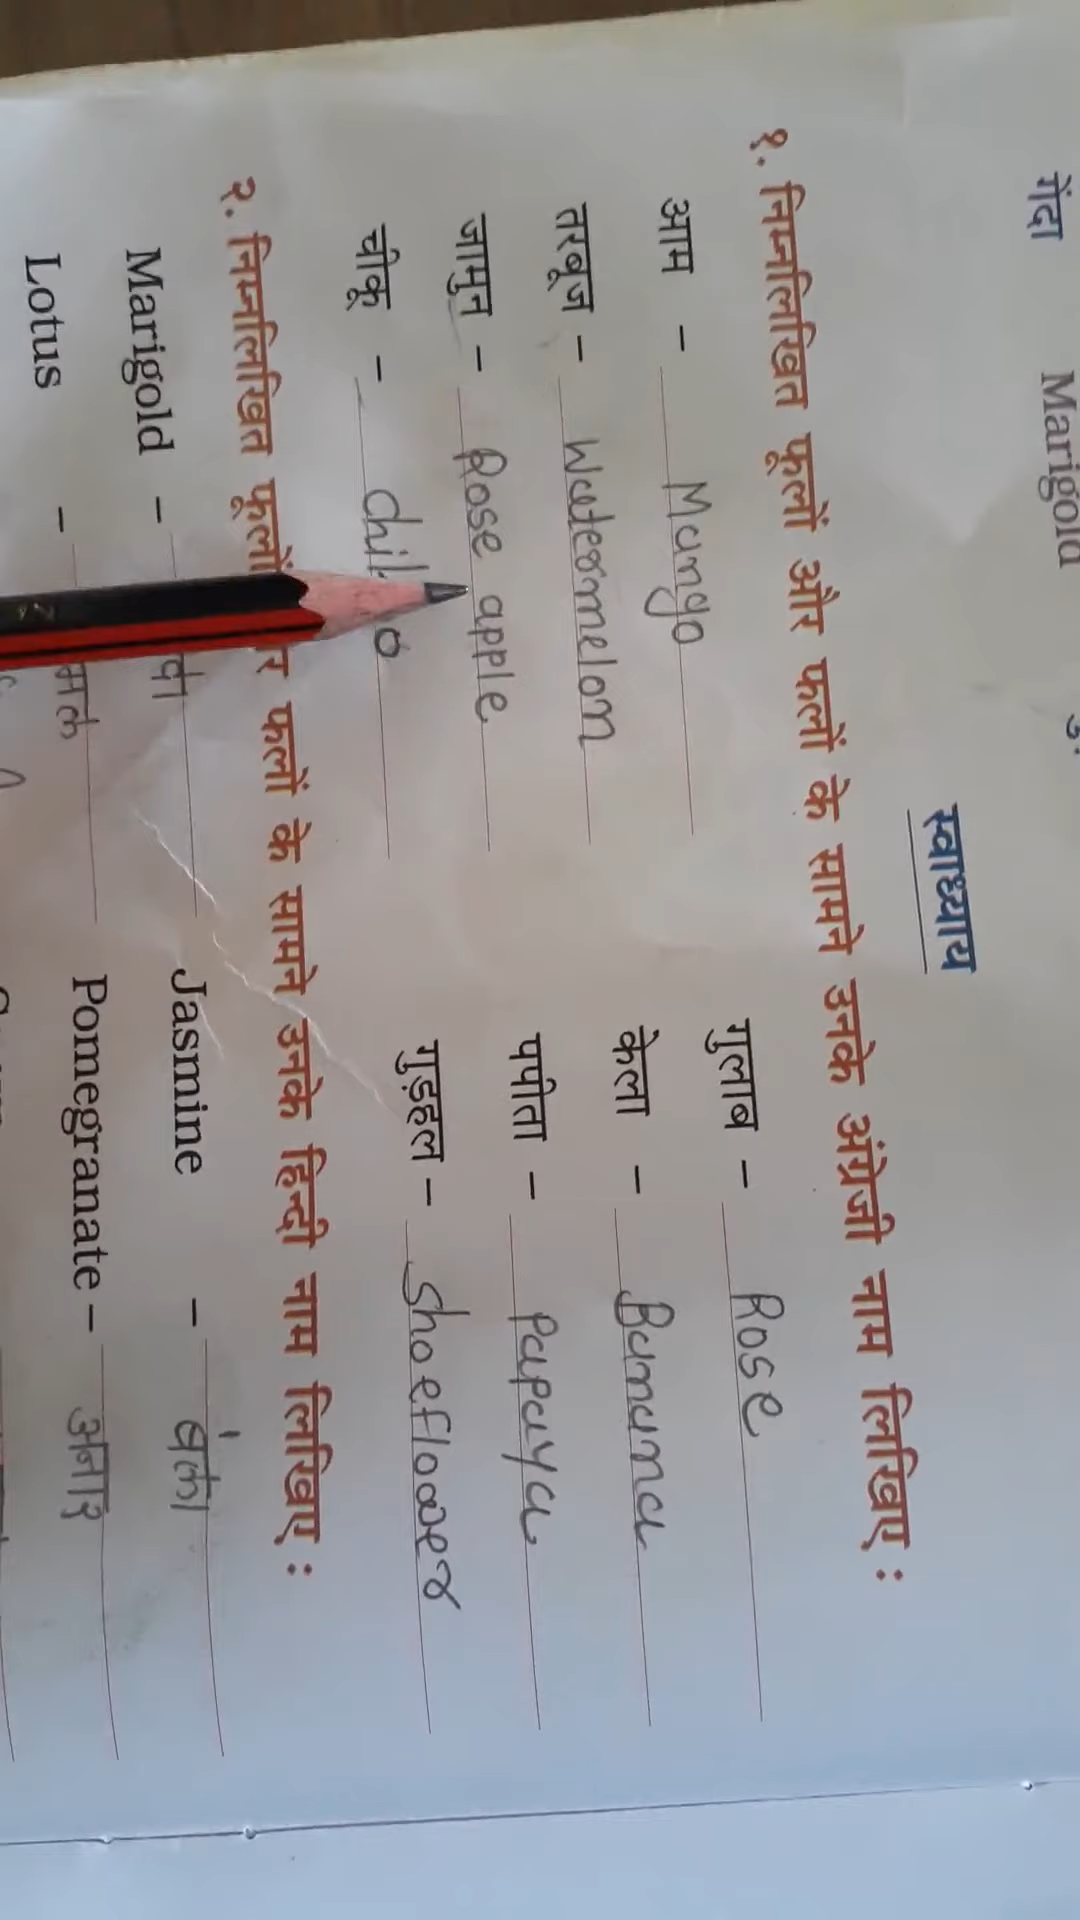 गेंदा Marigold
स्वाध्याय
१. निम्नलिखित फूलों और फलों के सामने उनके अंग्रेजी नाम लिखिए :
आम - Mango गुलाब - Rose
तरबूज - Watermelon केला - Banana
जामुन - Rose apple पपीता - Papaya
चीकू - गुड़हल - Shoeflower
२. निम्नलिखित फूलों फलों के सामने उनके हिन्दी नाम लिखिए :
Marigold - Jasmine - बेला
Lotus - Pomegranate - अनार